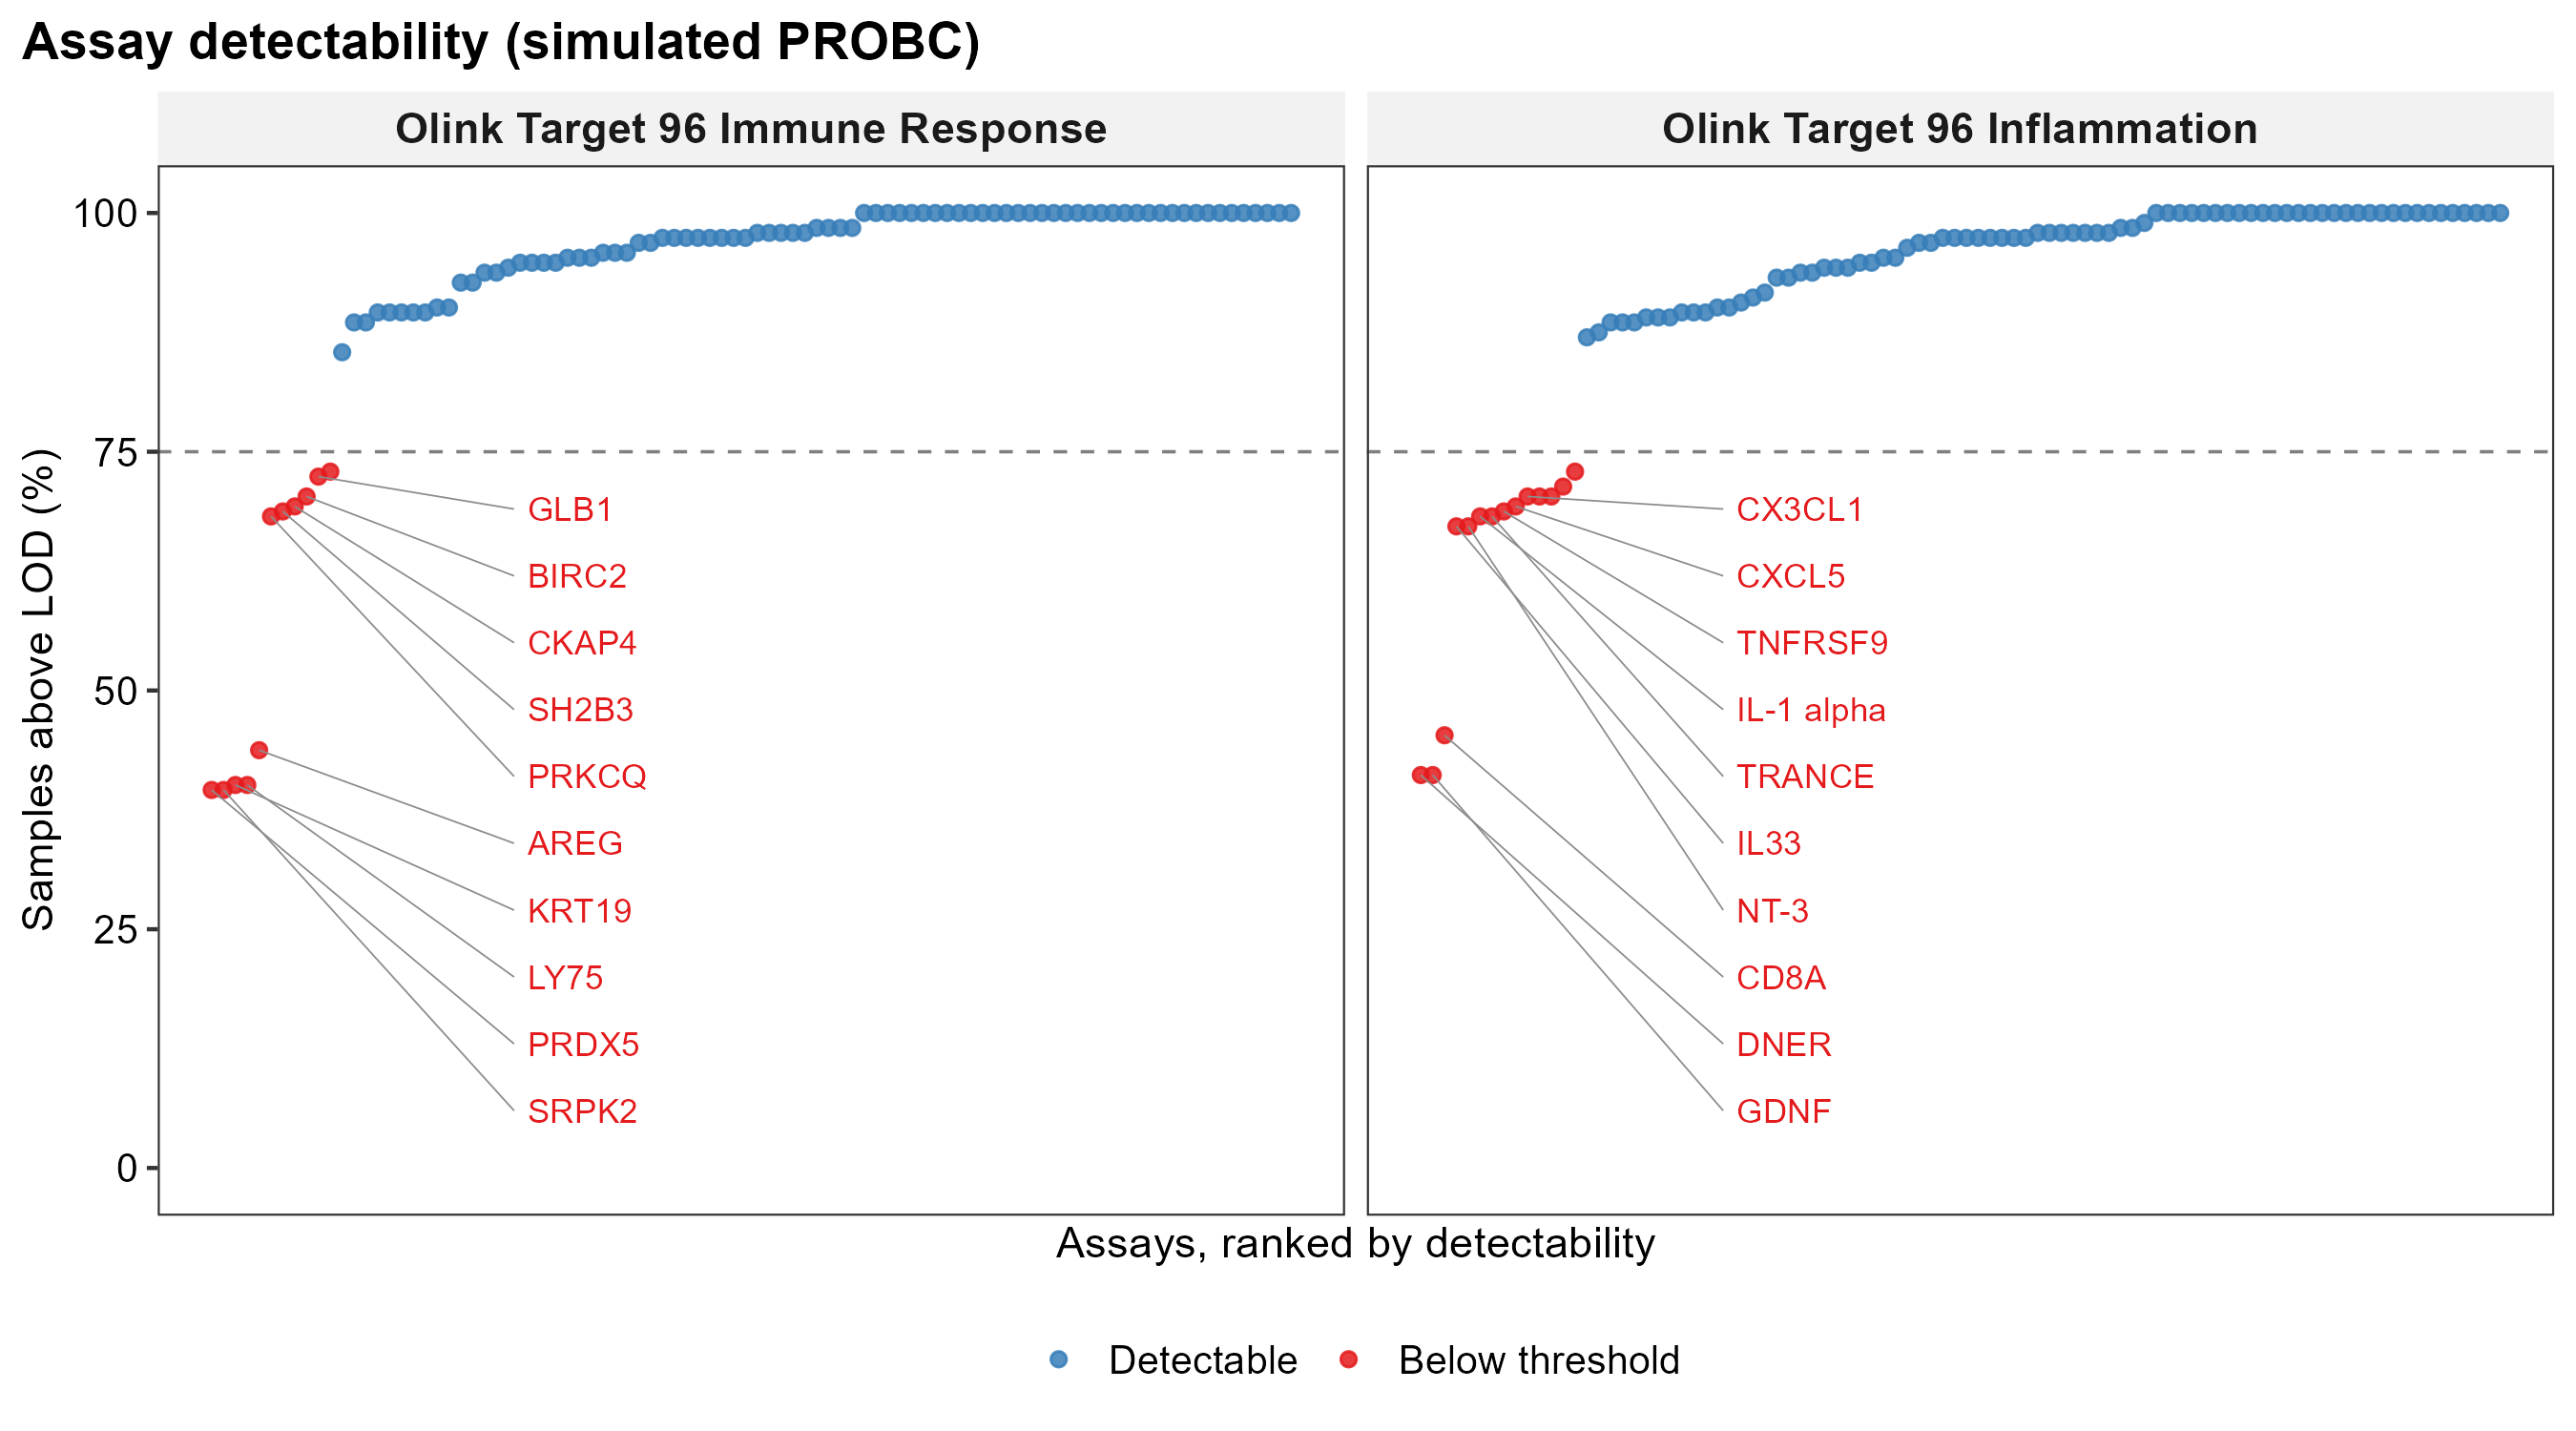 Assay detectability (simulated PROBC)
Olink Target 96 Immune Response
Olink Target 96 Inflammation
Samples above LOD (%)
100
75
50
25
0
GLB1
BIRC2
CKAP4
SH2B3
PRKCQ
AREG
KRT19
LY75
PRDX5
SRPK2
CX3CL1
CXCL5
TNFRSF9
IL-1 alpha
TRANCE
IL33
NT-3
CD8A
DNER
GDNF
Assays, ranked by detectability
Detectable
Below threshold